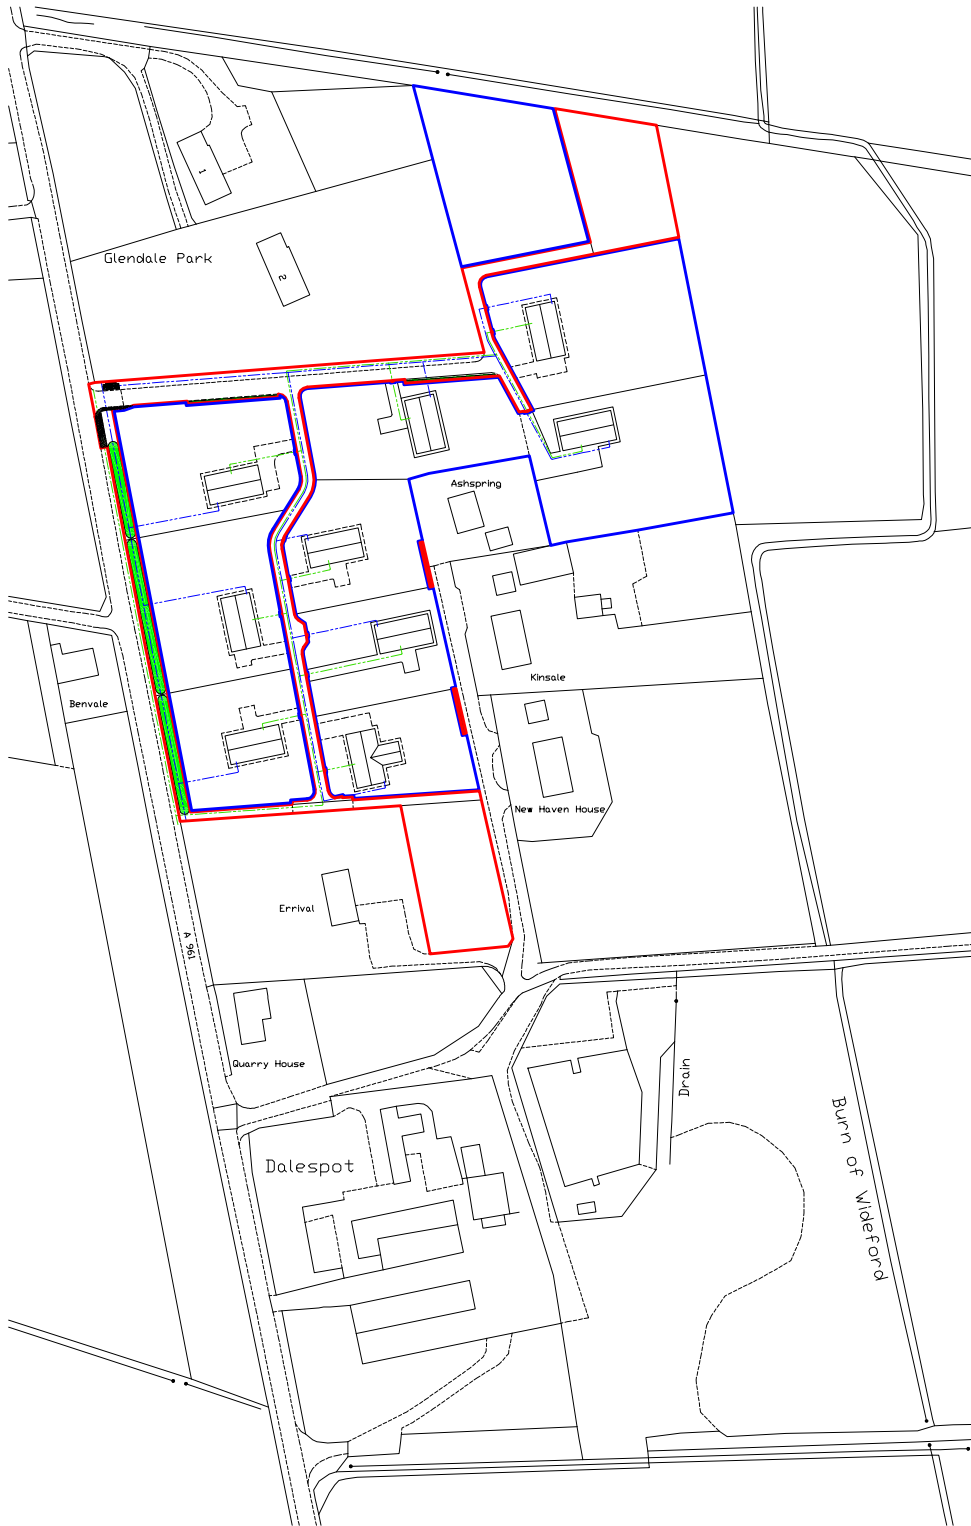 1
Glendale Park
2
Ashspring
Kinsale
Benvale
New Haven House
Errival
A 961
Quarry House
Drain
Burn of Wideford
Dalespot